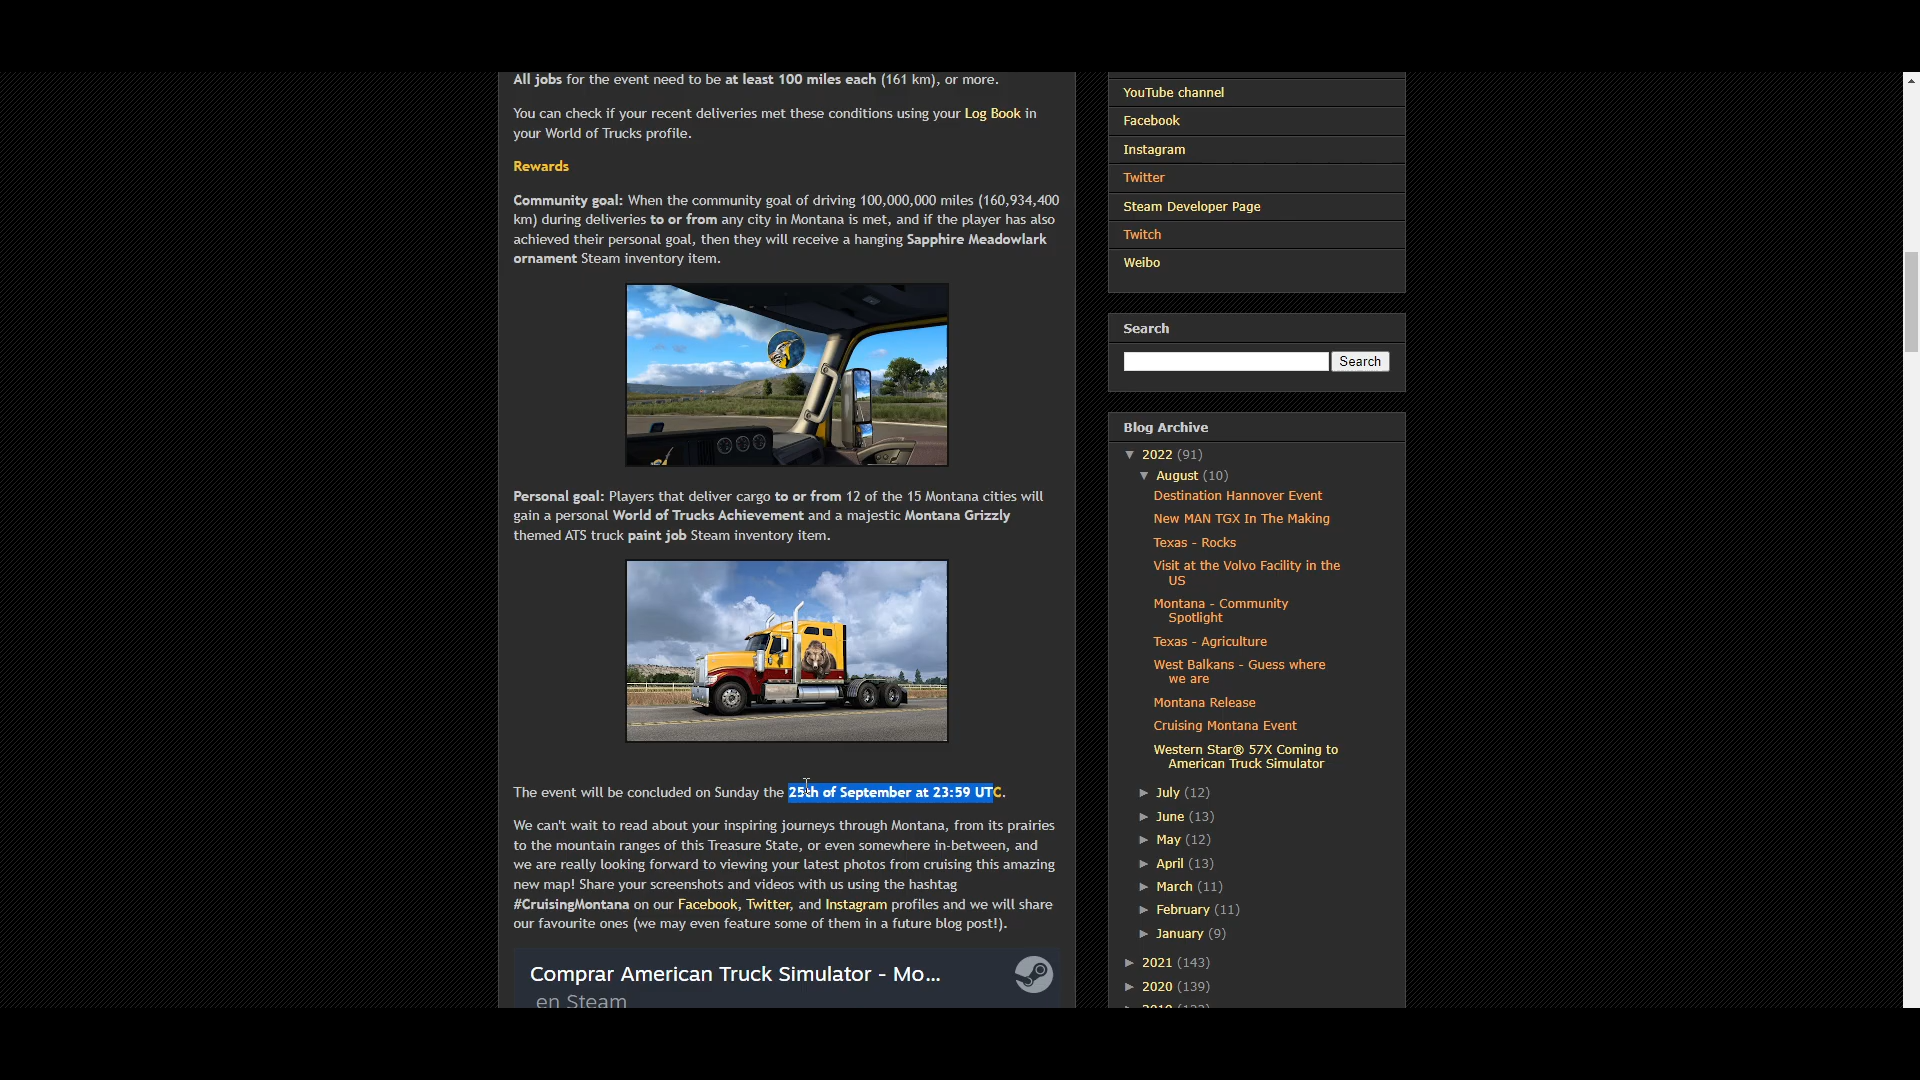 All jobs for the event need to be at least 100 miles each (161 km), or more.
You can check if your recent deliveries met these conditions using your Log Book in
your World of Trucks profile.
Rewards
Community goal: When the community goal of driving 100,000,000 miles (160,934,400
km) during deliveries to or from any city in Montana is met, and if the player has also
achieved their personal goal, then they will receive a hanging Sapphire Meadowlark
ornament Steam inventory item.
Personal goal: Players that deliver cargo to or from 12 of the 15 Montana cities will
gain a personal World of Trucks Achievement and a majestic Montana Grizzly
themed ATS truck paint job Steam inventory item.
The event will be concluded on Sunday the 25th of September at 23:59 UTC.
We can't wait to read about your inspiring journeys through Montana, from its prairies
to the mountain ranges of this Treasure State, or even somewhere in-between, and
we are really looking forward to viewing your latest photos from cruising this amazing
new map! Share your screenshots and videos with us using the hashtag
#CruisingMontana on our Facebook, Twitter, and Instagram profiles and we will share
our favourite ones (we may even feature some of them in a future blog post!).
Comprar American Truck Simulator - Mo...
en Steam
YouTube channel
Facebook
Instagram
Twitter
Steam Developer Page
Twitch
Weibo
Search
Search
Blog Archive
▼ 2022 (91)
▼ August (10)
Destination Hannover Event
New MAN TGX In The Making
Texas - Rocks
Visit at the Volvo Facility in the
US
Montana - Community
Spotlight
Texas - Agriculture
West Balkans - Guess where
we are
Montana Release
Cruising Montana Event
Western Star® 57X Coming to
American Truck Simulator
► July (12)
► June (13)
► May (12)
► April (13)
► March (11)
► February (11)
► January (9)
► 2021 (143)
► 2020 (139)